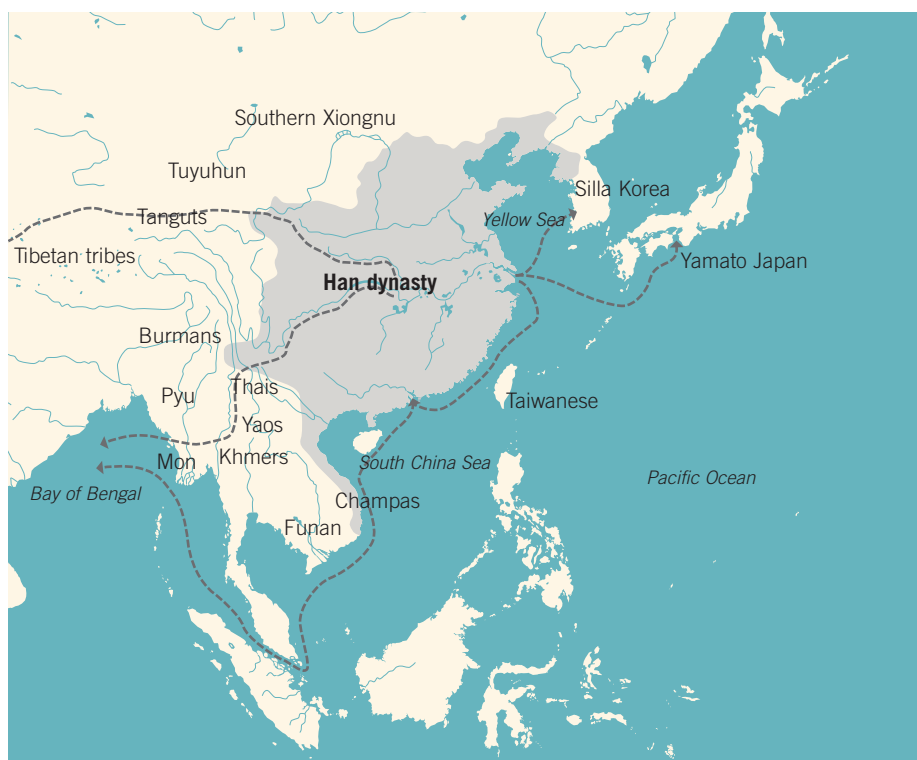 Southern Xiongnu
Tuyuhun
Silla Korea
Tanguts
Yellow Sea
Tibetan tribes
Yamato Japan
Han dynasty
Burmans
Thais
Pyu
Taiwanese
Yaos
Khmers
Mon
South China Sea
Pacific Ocean
Bay of Bengal
Champas
Funan